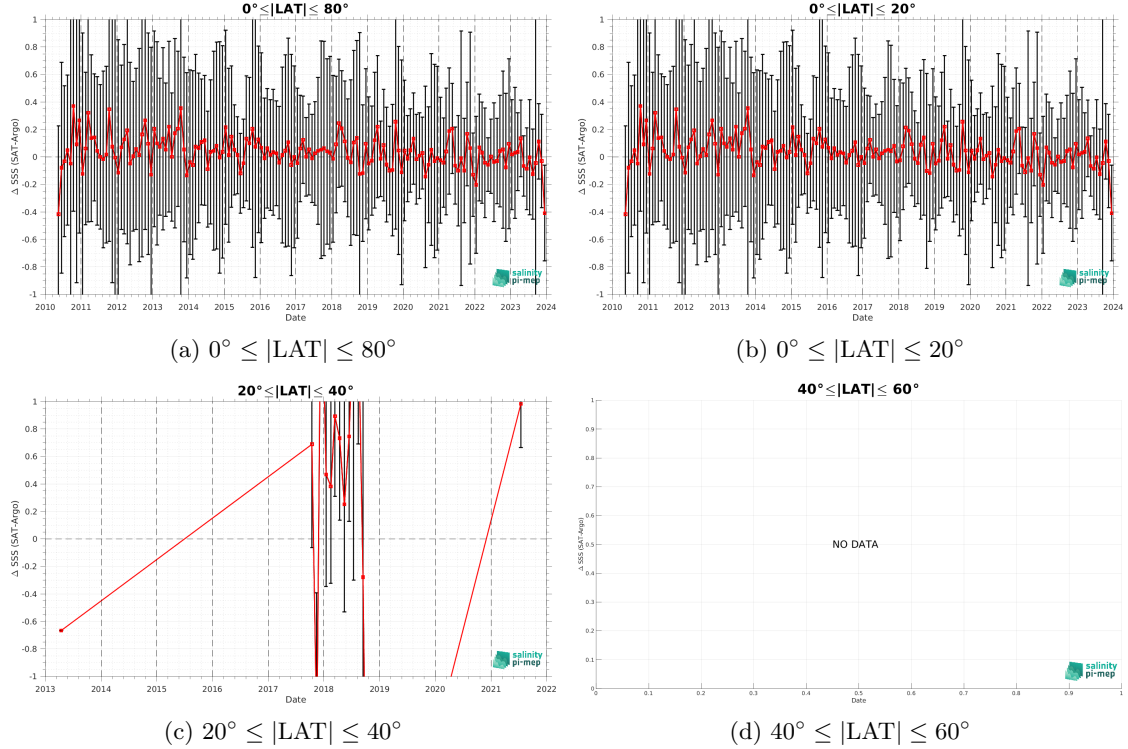 0°≤|LAT|≤ 80°
Δ SSS (SAT-Argo)
1
0.8
0.6
0.4
0.2
0
-0.2
-0.4
-0.6
-0.8
-1
2010 2011 2012 2013 2014 2015 2016 2017 2018 2019 2020 2021 2022 2023 2024
Date
salinity
pi-mep
(a) 0° ≤ |LAT| ≤ 80°
0°≤|LAT|≤ 20°
Δ SSS (SAT-Argo)
1
0.8
0.6
0.4
0.2
0
-0.2
-0.4
-0.6
-0.8
-1
2010 2011 2012 2013 2014 2015 2016 2017 2018 2019 2020 2021 2022 2023 2024
Date
salinity
pi-mep
(b) 0° ≤ |LAT| ≤ 20°
20°≤|LAT|≤ 40°
Δ SSS (SAT-Argo)
1
0.8
0.6
0.4
0.2
0
-0.2
-0.4
-0.6
-0.8
-1
2013 2014 2015 2016 2017 2018 2019 2020 2021 2022
Date
salinity
pi-mep
(c) 20° ≤ |LAT| ≤ 40°
40°≤|LAT|≤ 60°
Δ SSS (SAT-Argo)
1
0.9
0.8
0.7
0.6
0.5
0.4
0.3
0.2
0.1
0
NO DATA
0 0.1 0.2 0.3 0.4 0.5 0.6 0.7 0.8 0.9 1
Date
salinity
pi-mep
(d) 40° ≤ |LAT| ≤ 60°